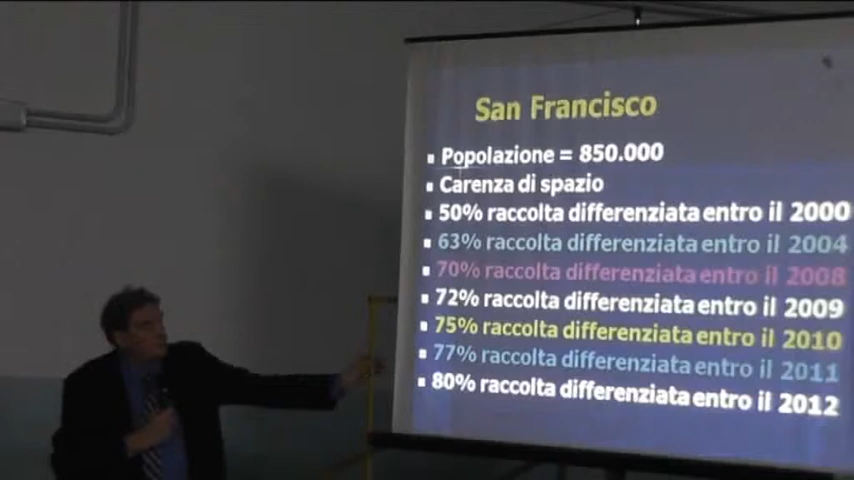 San Francisco
Popolazione = 850.000
Carenza di spazio
50% raccolta differenziata entro il 2000
63% raccolta differenziata entro il 2004
70% raccolta differenziata entro il 2008
72% raccolta differenziata entro il 2009
75% raccolta differenziata entro il 2010
77% raccolta differenziata entro il 2011
80% raccolta differenziata entro il 2012